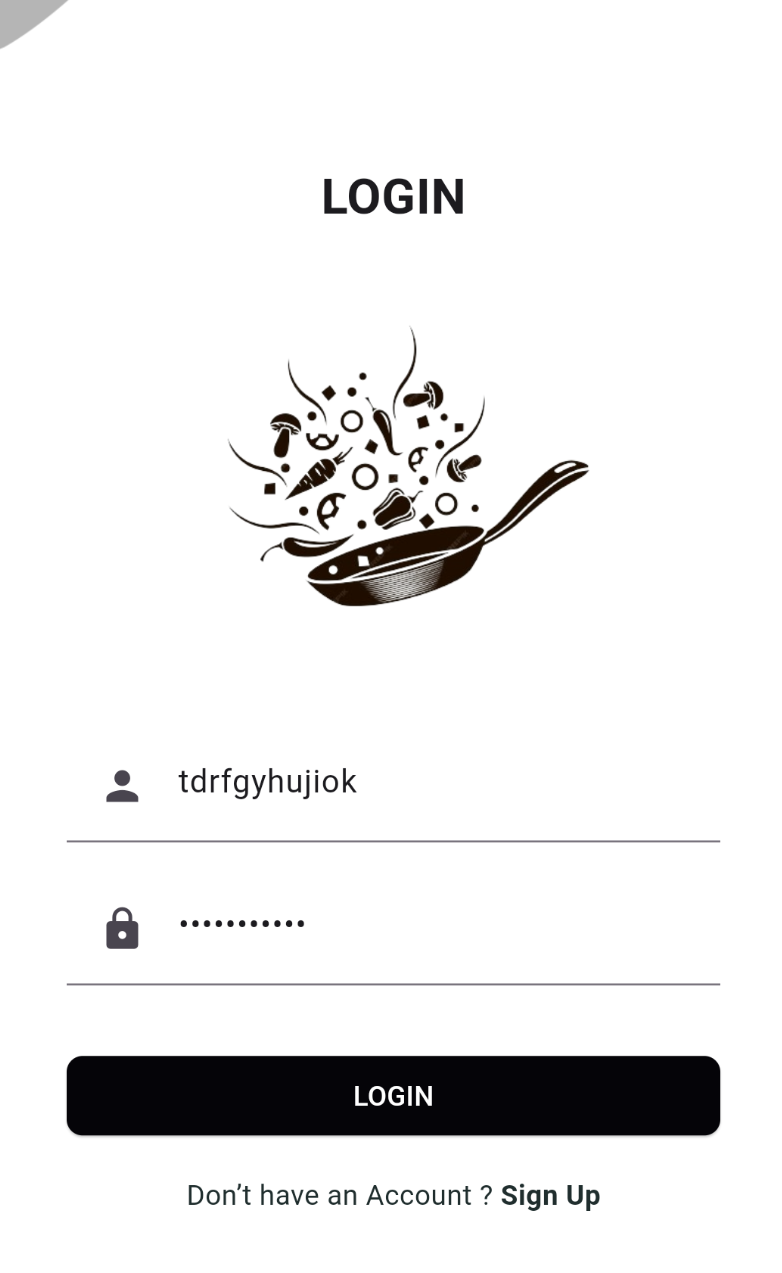 LOGIN
tdrfgyhujiok
•••••••••••
LOGIN
Don’t have an Account ? Sign Up